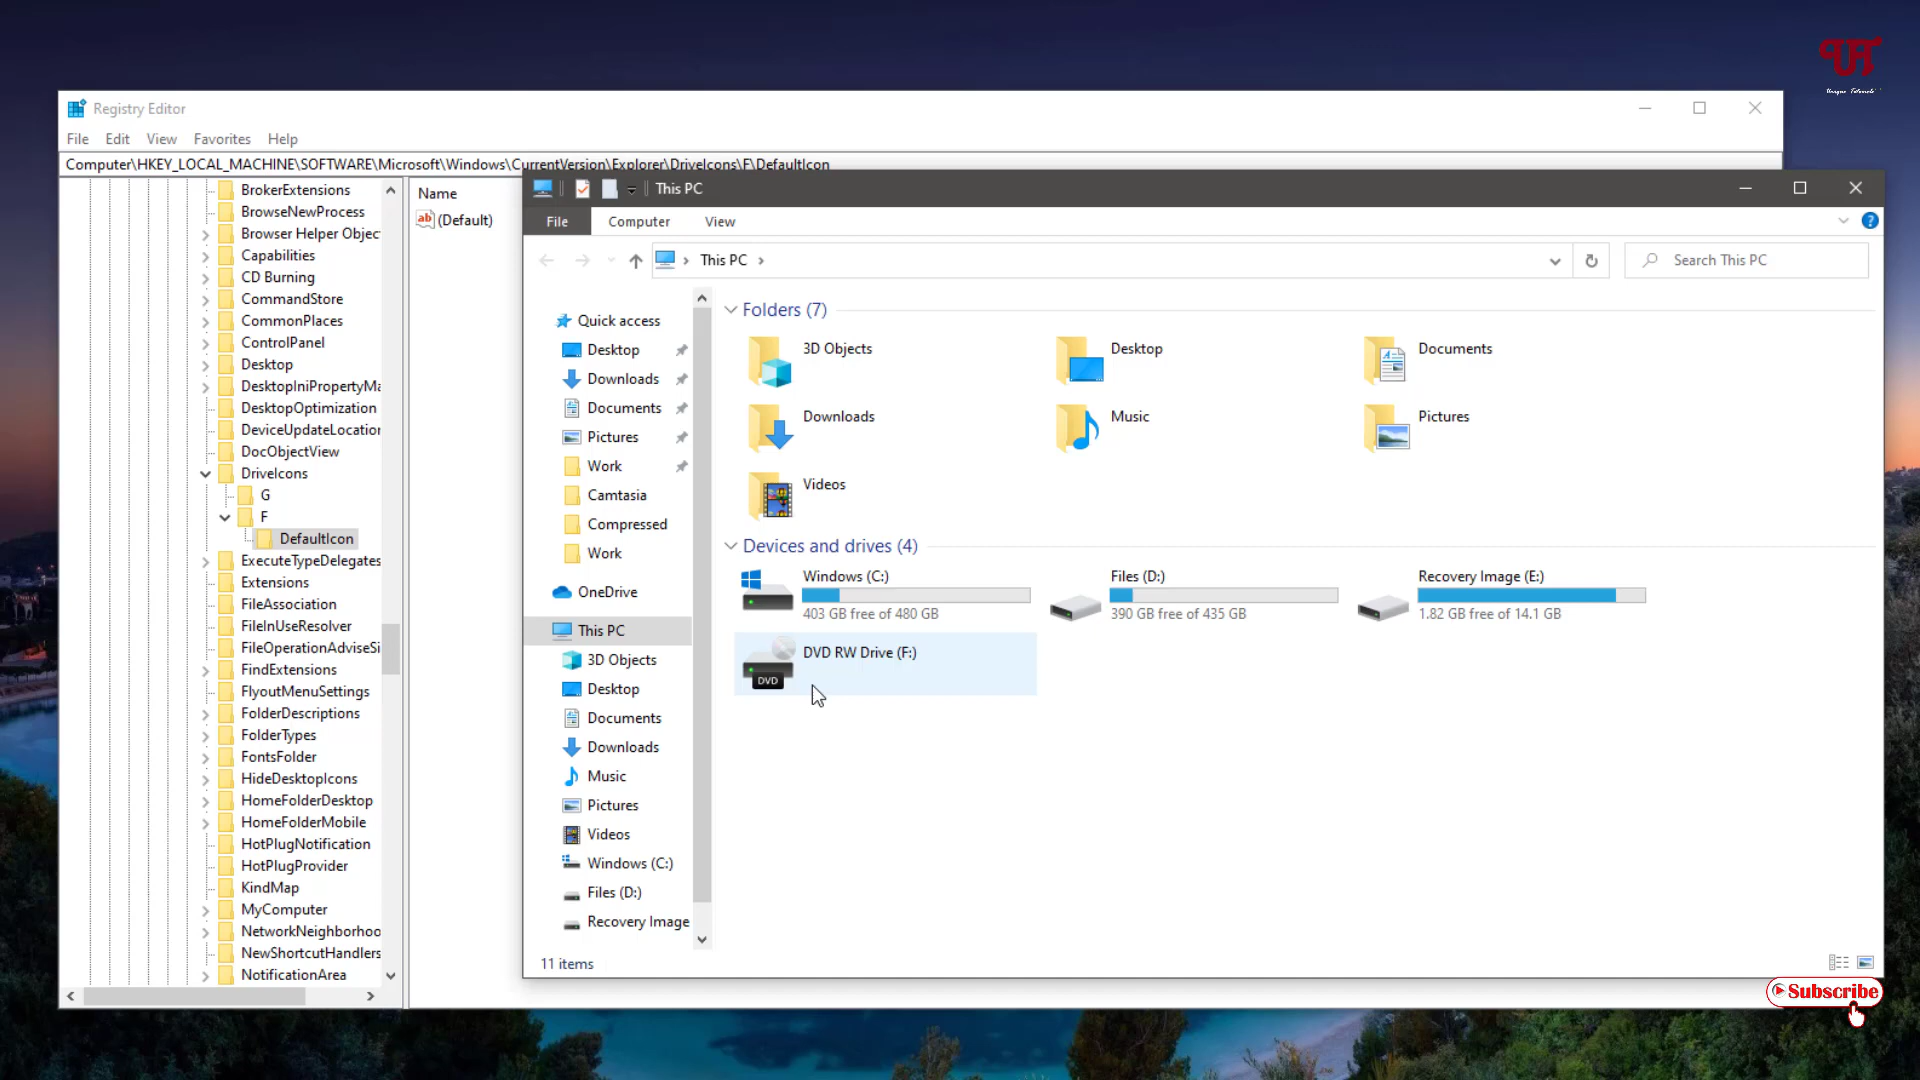 UT
Unique Tutorials
Registry Editor
File Edit View Favorites Help
Computer\HKEY_LOCAL_MACHINE\SOFTWARE\Microsoft\Windows\CurrentVersion\Explorer\DriveIcons\F\DefaultIcon
BrokerExtensions
BrowseNewProcess
Browser Helper Objec
Capabilities
CD Burning
CommandStore
CommonPlaces
ControlPanel
Desktop
DesktopIniPropertyMa
DesktopOptimization
DeviceUpdateLocation
DocObjectView
DriveIcons
G
F
DefaultIcon
ExecuteTypeDelegates
Extensions
FileAssociation
FileInUseResolver
FileOperationAdviseSi
FindExtensions
FlyoutMenuSettings
FolderDescriptions
FolderTypes
FontsFolder
HideDesktopIcons
HomeFolderDesktop
HomeFolderMobile
HotPlugNotification
HotPlugProvider
KindMap
MyComputer
NetworkNeighborhoo
NewShortcutHandlers
NotificationArea
Name
ab (Default)
This PC
File Computer View
This PC
Search This PC
Quick access
Desktop
Downloads
Documents
Pictures
Work
Camtasia
Compressed
Work
OneDrive
This PC
3D Objects
Desktop
Documents
Downloads
Music
Pictures
Videos
Windows (C:)
Files (D:)
Recovery Image
Folders (7)
3D Objects Desktop Documents
Downloads Music Pictures
Videos
Devices and drives (4)
Windows (C:) Files (D:) Recovery Image (E:)
403 GB free of 480 GB 390 GB free of 435 GB 1.82 GB free of 14.1 GB
DVD RW Drive (F:)
DVD
11 items
Subscribe